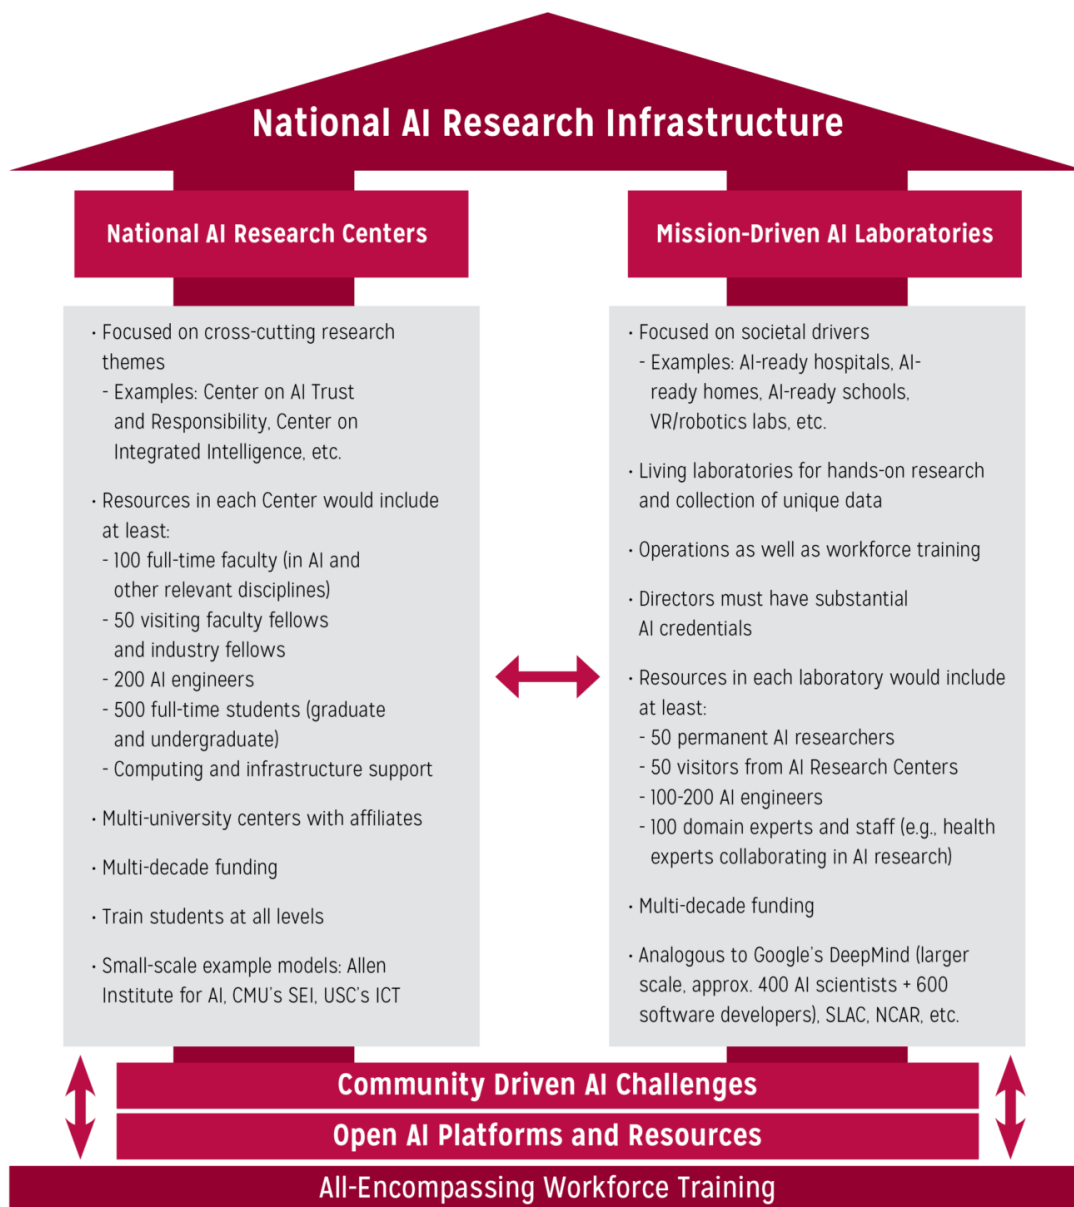 National AI Research Infrastructure
National AI Research Centers
· Focused on cross-cutting research
themes
- Examples: Center on AI Trust
and Responsibility, Center on
Integrated Intelligence, etc.
· Resources in each Center would include
at least:
- 100 full-time faculty (in AI and
other relevant disciplines)
- 50 visiting faculty fellows
and industry fellows
- 200 AI engineers
- 500 full-time students (graduate
and undergraduate)
- Computing and infrastructure support
· Multi-university centers with affiliates
· Multi-decade funding
· Train students at all levels
· Small-scale example models: Allen
Institute for AI, CMU's SEI, USC's ICT
Mission-Driven AI Laboratories
· Focused on societal drivers
- Examples: AI-ready hospitals, AI-
ready homes, AI-ready schools,
VR/robotics labs, etc.
· Living laboratories for hands-on research
and collection of unique data
· Operations as well as workforce training
· Directors must have substantial
AI credentials
· Resources in each laboratory would include
at least:
- 50 permanent AI researchers
- 50 visitors from AI Research Centers
- 100-200 AI engineers
- 100 domain experts and staff (e.g., health
experts collaborating in AI research)
· Multi-decade funding
· Analogous to Google's DeepMind (larger
scale, approx. 400 AI scientists + 600
software developers), SLAC, NCAR, etc.
Community Driven AI Challenges
Open AI Platforms and Resources
All-Encompassing Workforce Training